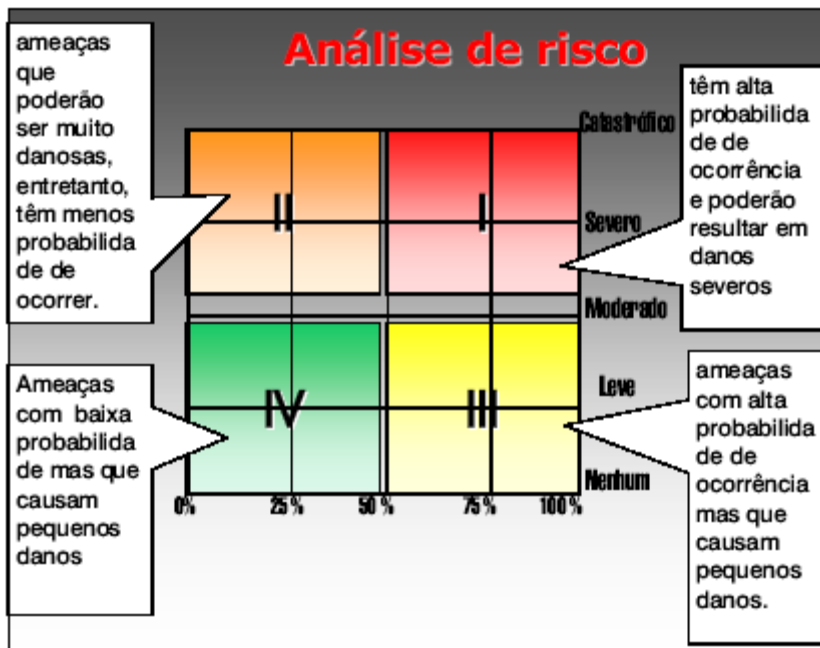 Análise de risco
ameaças
que
poderão
ser muito
danosas,
entretanto,
têm menos
probabilida
de de
ocorrer.
têm alta
probabilida
de de
ocorrência
e poderão
resultar em
danos
severos
Catastrófico
II
I
Severo
Moderado
Ameaças
com baixa
probabilida
de mas que
causam
pequenos
danos
IV
III
Leve
Nenhum
0%
25%
50%
75%
100%
ameaças
com alta
probabilida
de de
ocorrência
mas que
causam
pequenos
danos.